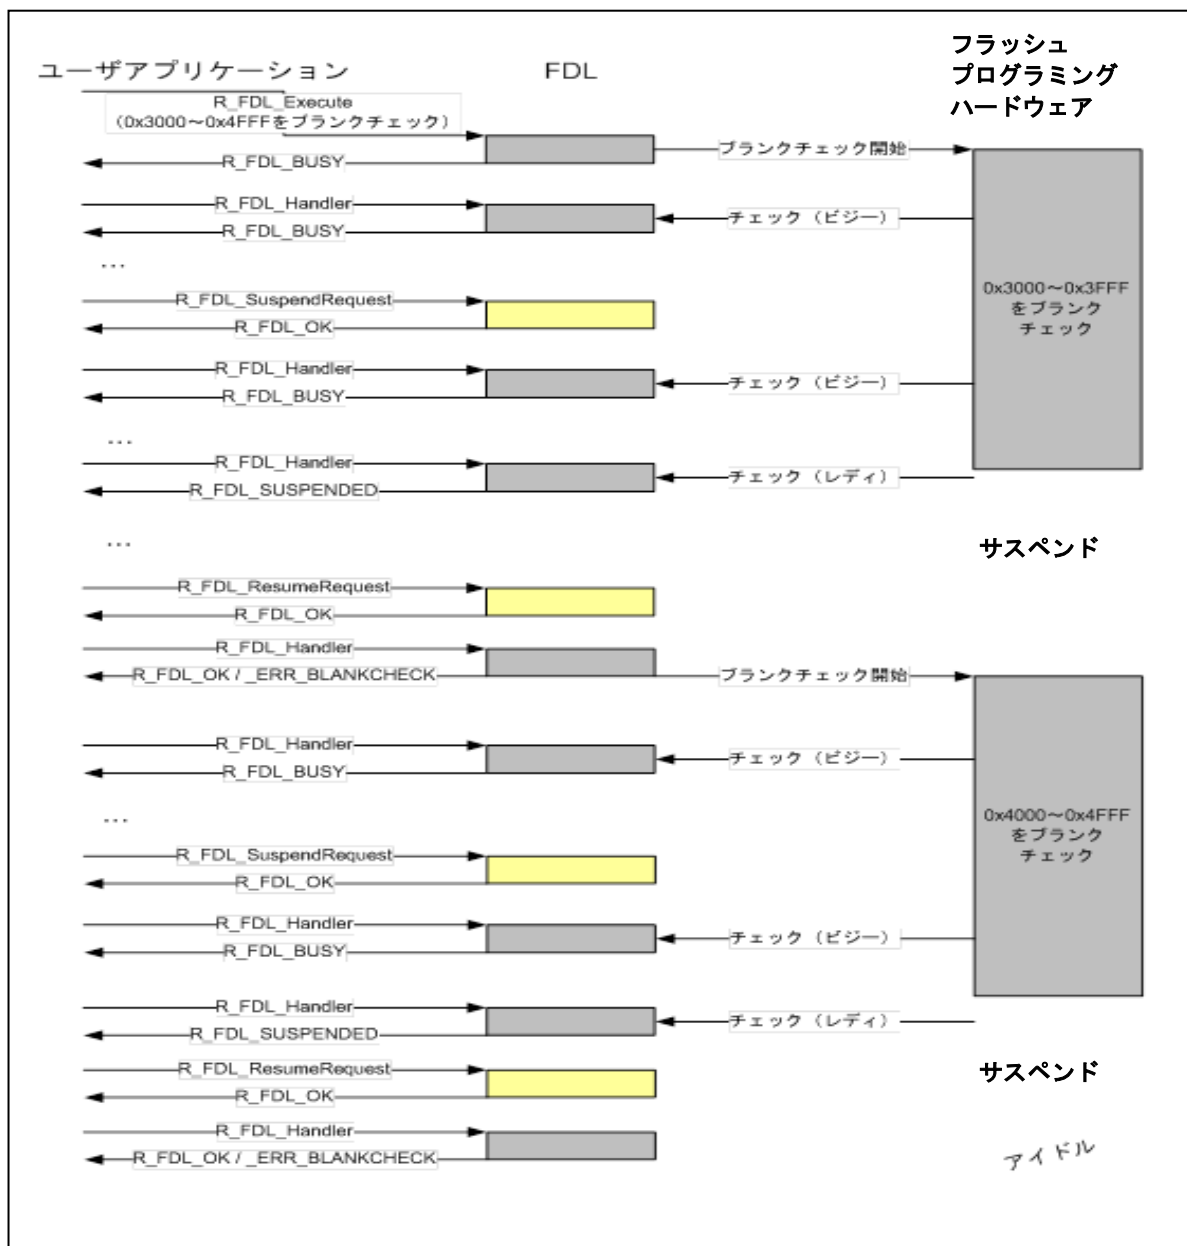 ユーザアプリケーション
FDL
フラッシュ
プログラミング
ハードウェア
R_FDL_Execute
（0x3000～0x4FFFをブランクチェック）
R_FDL_BUSY
ブランクチェック開始
R_FDL_Handler
チェック（ビジー）
R_FDL_BUSY
...
0x3000～0x3FFF
をブランク
チェック
R_FDL_SuspendRequest
R_FDL_OK
R_FDL_Handler
チェック（ビジー）
R_FDL_BUSY
...
R_FDL_Handler
チェック（レディ）
R_FDL_SUSPENDED
...
サスペンド
R_FDL_ResumeRequest
R_FDL_OK
R_FDL_Handler
R_FDL_OK / _ERR_BLANKCHECK
ブランクチェック開始
R_FDL_Handler
チェック（ビジー）
R_FDL_BUSY
...
0x4000～0x4FFF
をブランク
チェック
R_FDL_SuspendRequest
R_FDL_OK
R_FDL_Handler
チェック（ビジー）
R_FDL_BUSY
R_FDL_Handler
チェック（レディ）
R_FDL_SUSPENDED
R_FDL_ResumeRequest
サスペンド
R_FDL_OK
R_FDL_Handler
R_FDL_OK / _ERR_BLANKCHECK
アイドル